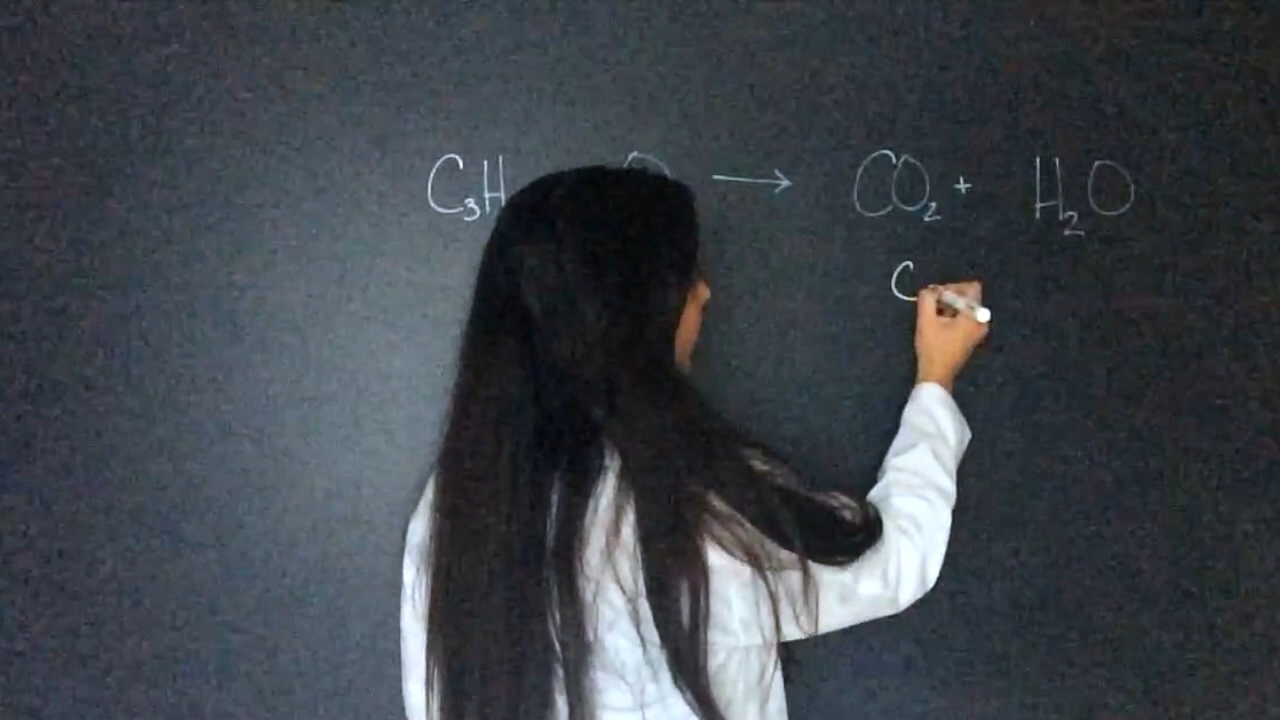 C₃H O → CO₂ + H₂O
C